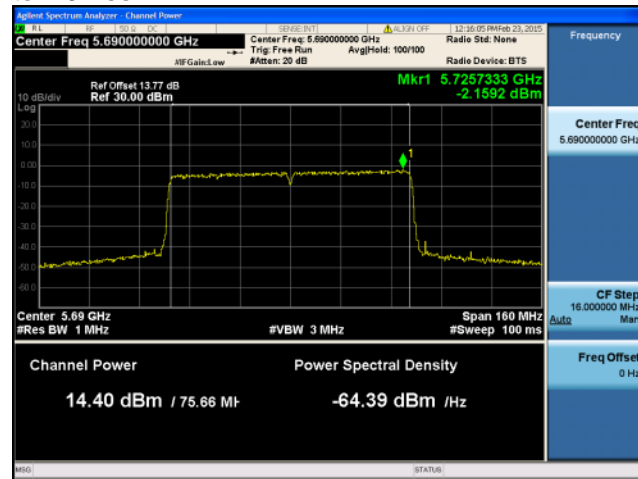 Agilent Spectrum Analyzer - Channel Power
RL RF 50 Ω DC SENSE:INT ALIGN OFF 12:16:05 PM Feb 23, 2015
Center Freq 5.690000000 GHz
Center Freq: 5.690000000 GHz
Radio Std: None
Trig: Free Run Avg|Hold: 100/100
#IFGain:Low #Atten: 20 dB Radio Device: BTS
Mkr1 5.7257333 GHz
-2.1592 dBm
Ref Offset 13.77 dB
10 dB/div Ref 30.00 dBm
Log
20.0
10.0
0.00
-10.0
-20.0
-30.0
-40.0
-50.0
-60.0
1
Center 5.69 GHz Span 160 MHz
#Res BW 1 MHz #VBW 3 MHz #Sweep 100 ms
Channel Power Power Spectral Density
14.40 dBm / 75.66 MH -64.39 dBm /Hz
MSG STATUS
Frequency
Center Freq
5.690000000 GHz
CF Step
16.000000 MHz
Auto Man
Freq Offset
0 Hz